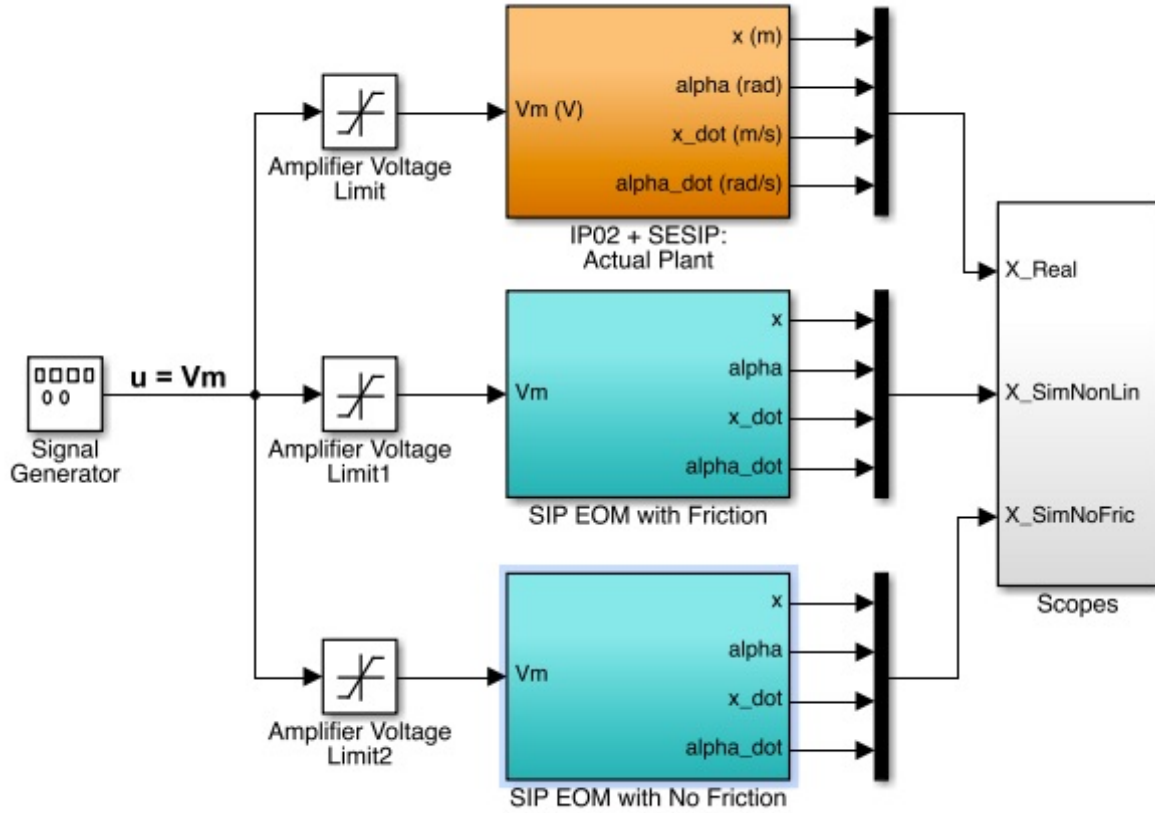 x (m)
alpha (rad)
Vm (V)
x_dot (m/s)
alpha_dot (rad/s)
Amplifier Voltage
Limit
IP02 + SESIP:
Actual Plant
X_Real
u = Vm
Signal
Generator
Amplifier Voltage
Limit1
x
alpha
Vm
x_dot
alpha_dot
SIP EOM with Friction
X_SimNonLin
X_SimNoFric
Scopes
x
alpha
Vm
x_dot
alpha_dot
Amplifier Voltage
Limit2
SIP EOM with No Friction